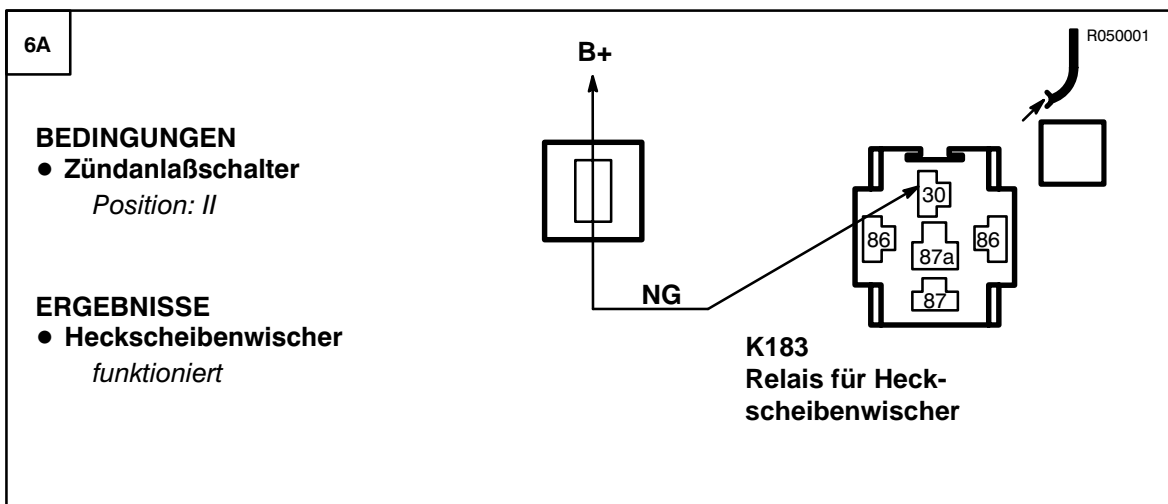 6A
R050001
B+
BEDINGUNGEN
● Zündanlaßschalter
Position: II
30
86
86
87a
87
NG
ERGEBNISSE
● Heckscheibenwischer
funktioniert
K183
Relais für Heck-
scheibenwischer